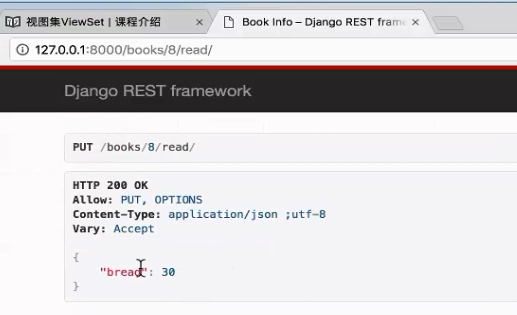 视图集ViewSet | 课程介绍
Book Info – Django REST frame
127.0.0.1:8000/books/8/read/
Django REST framework
PUT /books/8/read/
HTTP 200 OK
Allow: PUT, OPTIONS
Content-Type: application/json ;utf-8
Vary: Accept
{
"bread": 30
}